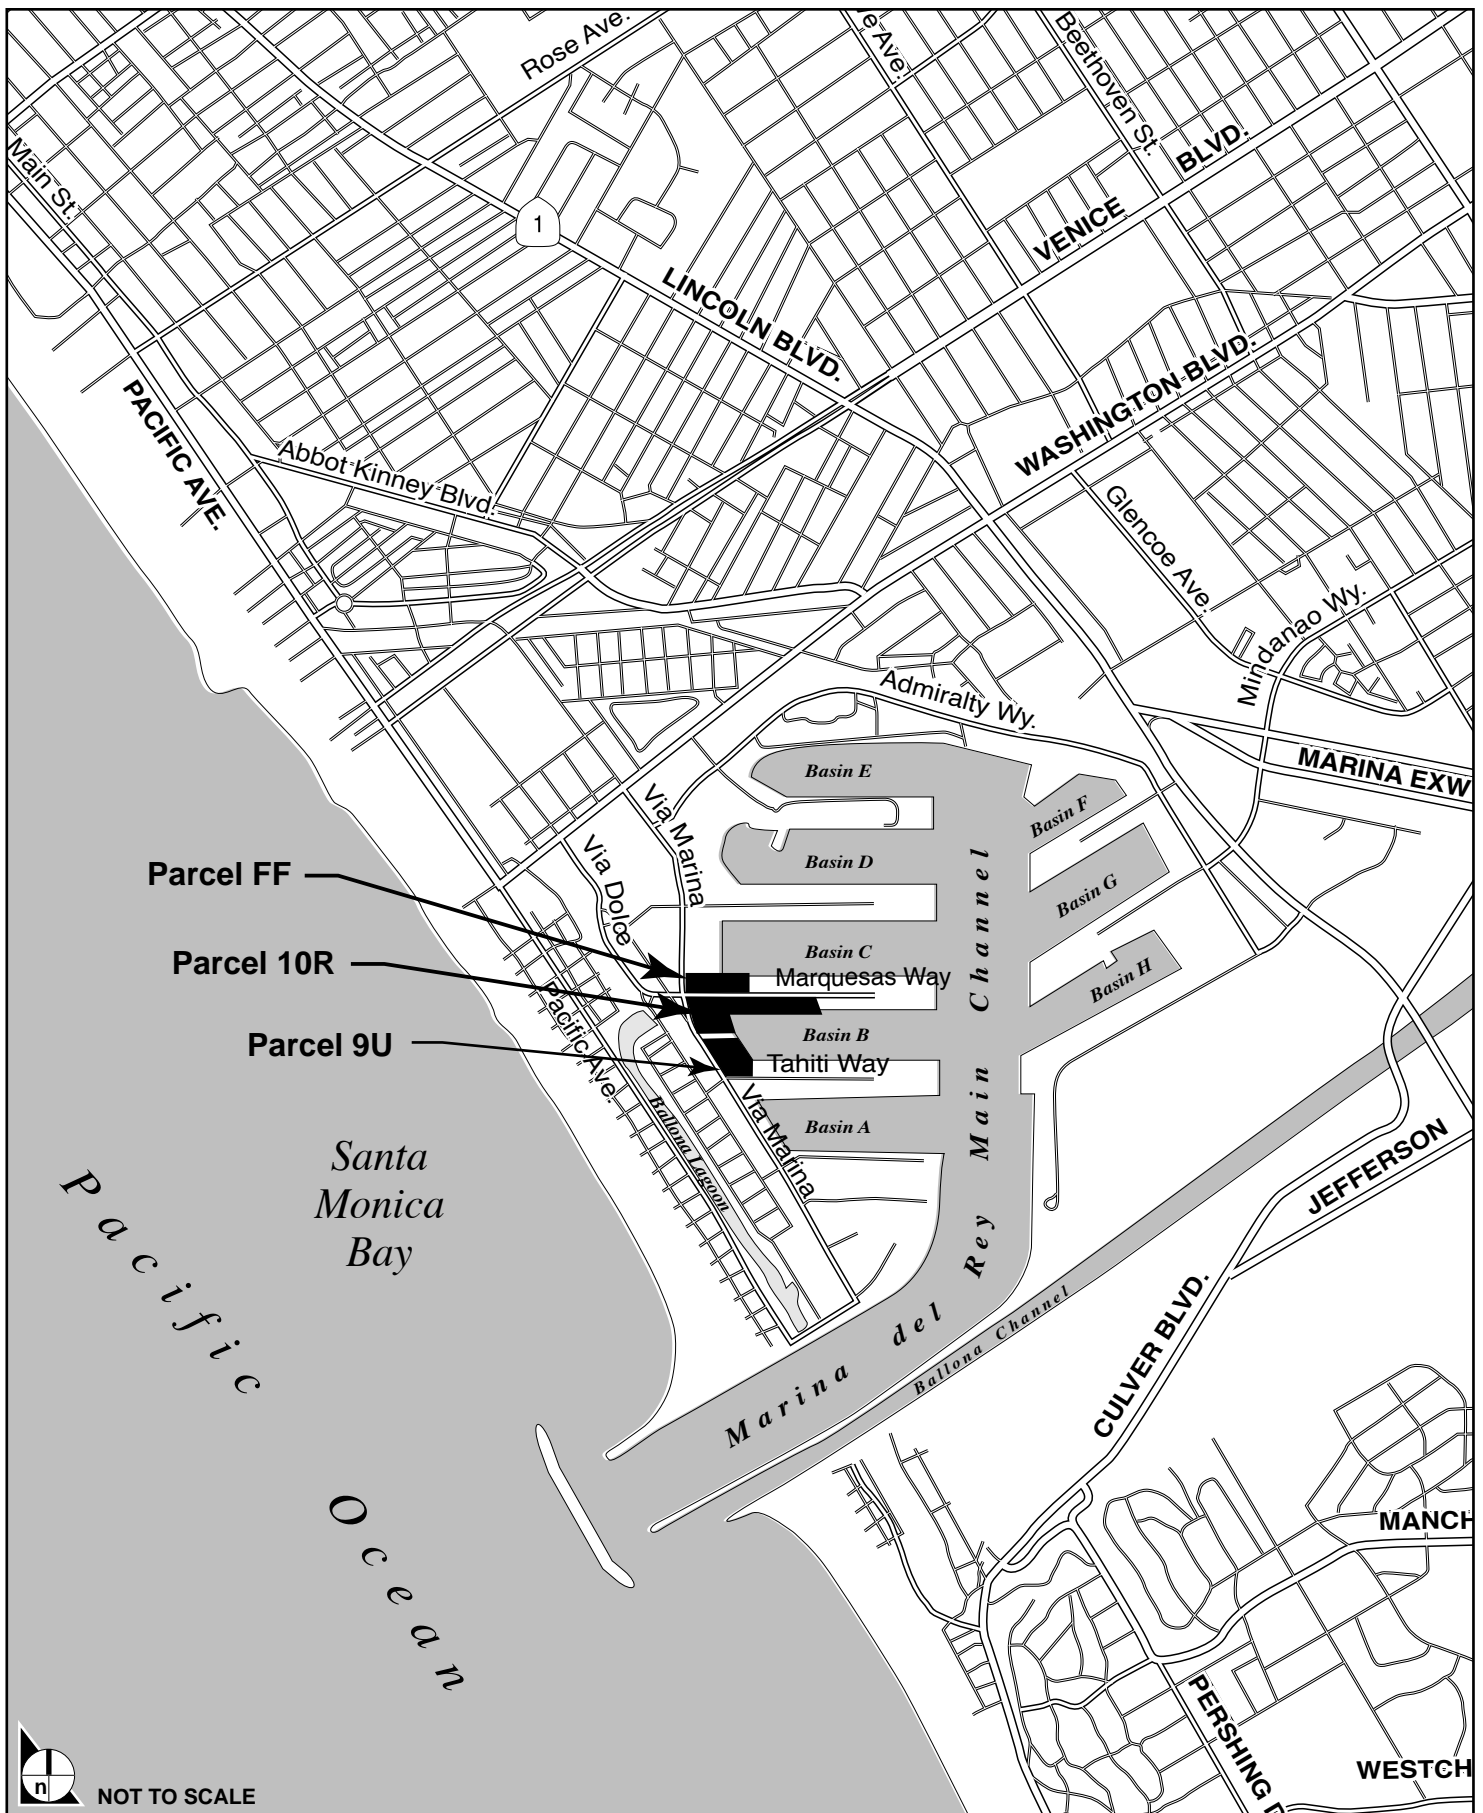 Rose Ave.
Beethoven St.
Main St.
1
BLVD.
VENICE
LINCOLN BLVD.
WASHINGTON BLVD.
PACIFIC AVE.
Abbot Kinney Blvd.
Glencoe Ave.
Mindanao Wy.
Admiralty Wy.
MARINA EXW
Basin E
Basin F
Via Marina
Basin D
Via Dolce
Parcel FF
Basin G
Basin C
Parcel 10R
Marquesas Way
Basin H
Pacific Ave.
Basin B
Parcel 9U
Tahiti Way
Via Marina
Basin A
Ballona Lagoon
Marina del Rey Main Channel
Santa
Monica
Bay
Pacific Ocean
JEFFERSON
Ballona Channel
CULVER BLVD.
MANCH
PERSHING D
WESTCH
n
NOT TO SCALE